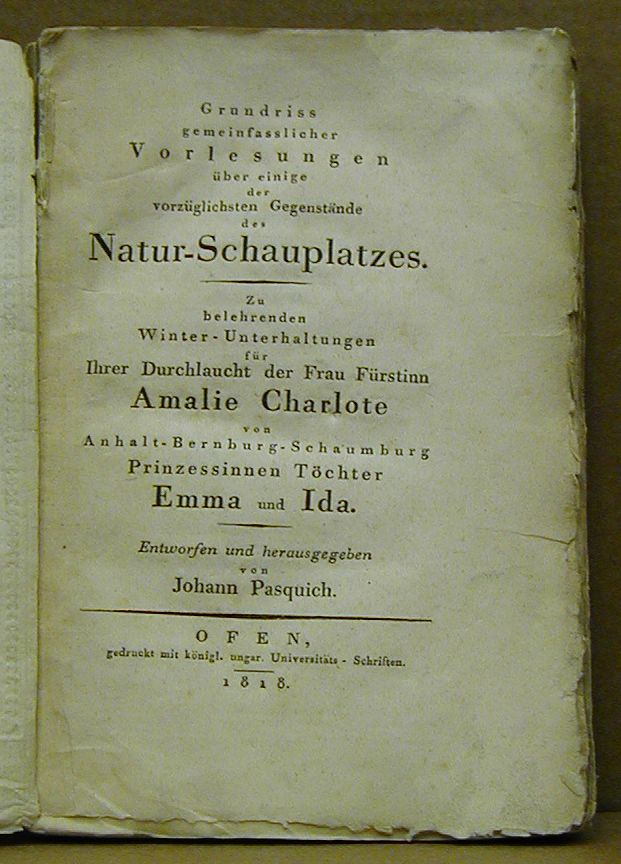 Grundriss
gemeinfasslicher
Vorlesungen
über einige
der
vorzüglichsten Gegenstände
des
Natur-Schauplatzes.
Zu
belehrenden
Winter-Unterhaltungen
für
Ihrer Durchlaucht der Frau Fürstinn
Amalie Charlote
von
Anhalt-Bernburg-Schaumburg
Prinzessinnen Töchter
Emma und Ida.
Entworfen und herausgegeben
von
Johann Pasquich.
OFEN,
gedruckt mit königl. ungar. Universitäts-Schriften.
1818.